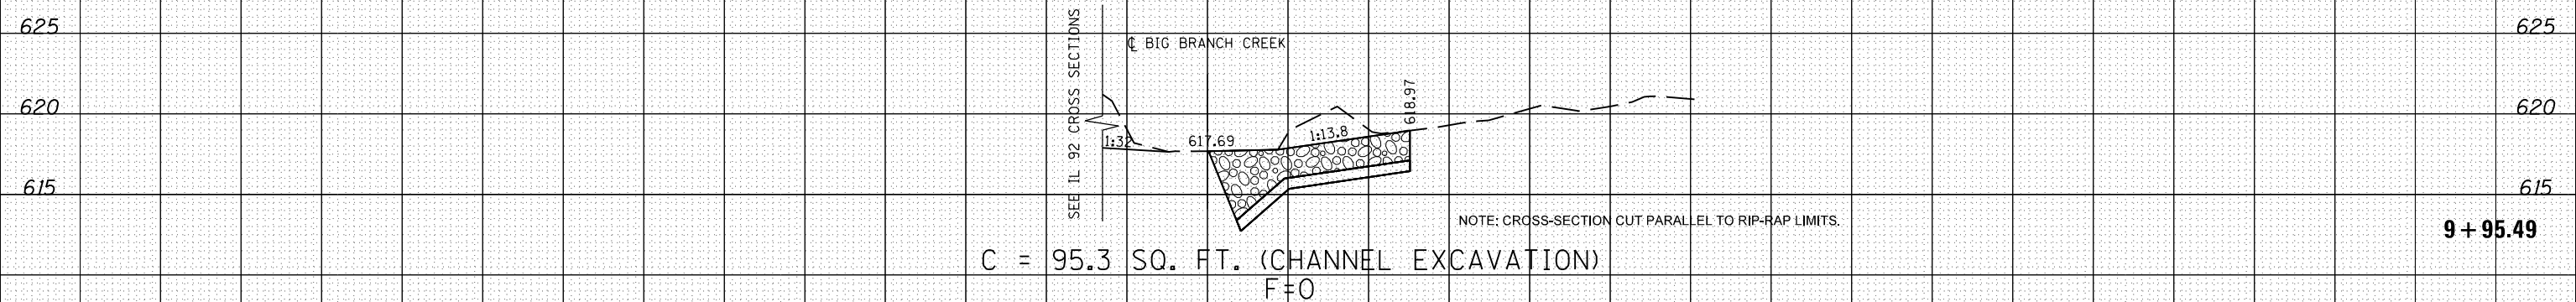 625
625
SEE IL 92 CROSS SECTIONS
℄ BIG BRANCH CREEK
620
620
618.97
1:32
617.69
1:13.8
615
615
NOTE: CROSS-SECTION CUT PARALLEL TO RIP-RAP LIMITS.
9+95.49
C = 95.3 SQ. FT. (CHANNEL EXCAVATION)
F=0